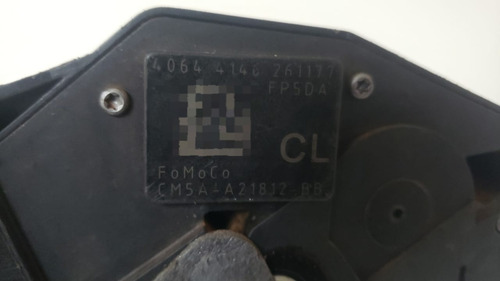 4064 4146 261177
FP5DA
CL
FoMoCo
CM5A-A21812-BB